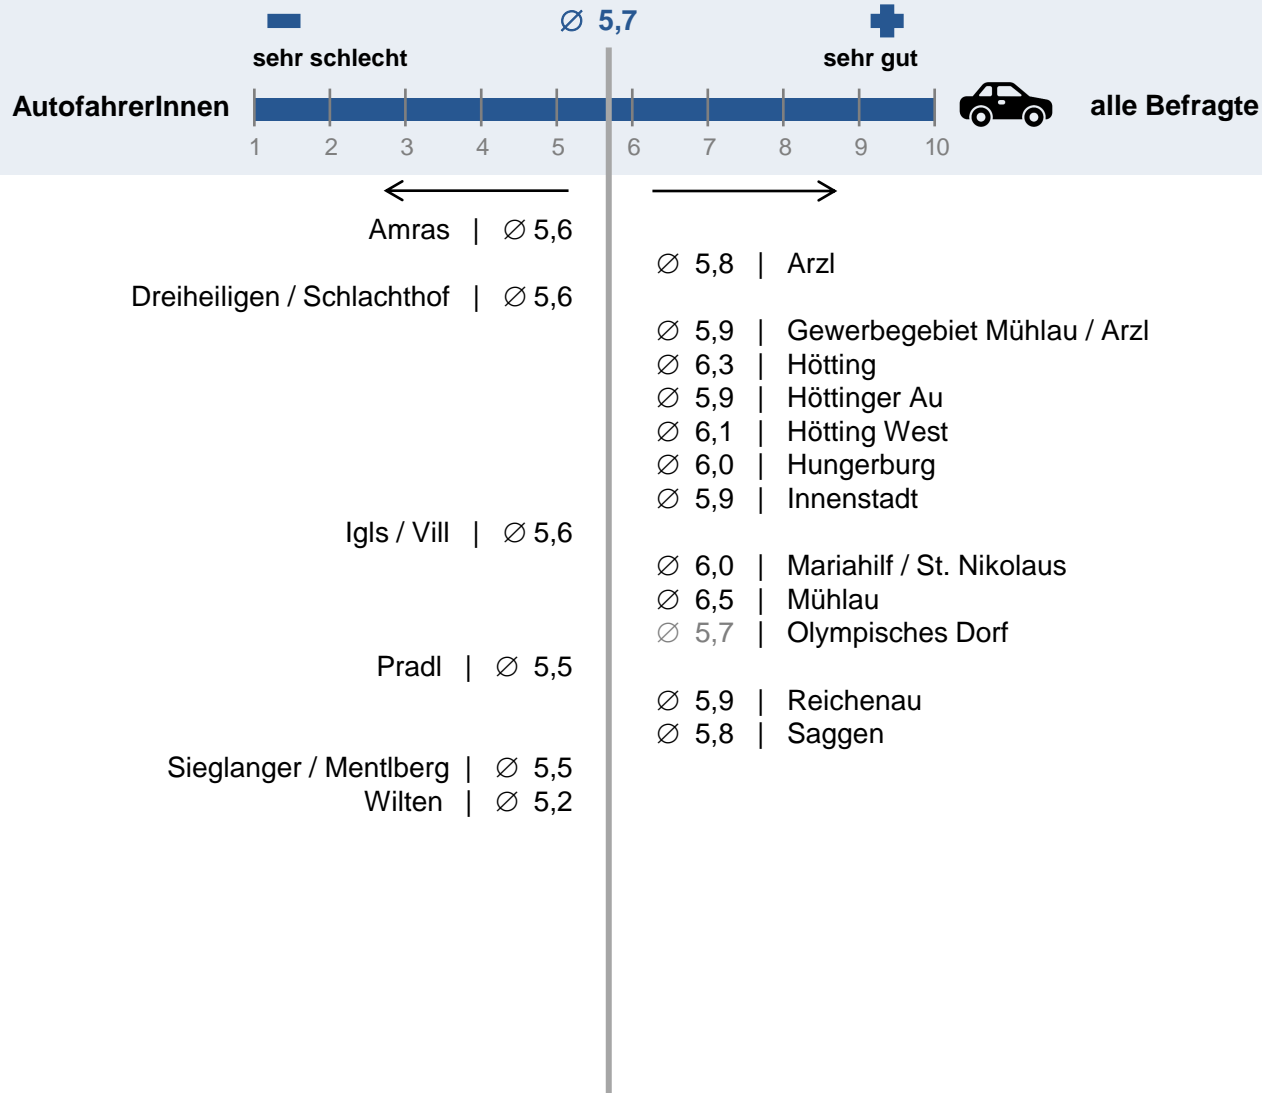 ∅ 5,7
sehr schlecht sehr gut
AutofahrerInnen alle Befragte
1 2 3 4 5 6 7 8 9 10
Amras | ∅ 5,6
∅ 5,8 | Arzl
Dreiheiligen / Schlachthof | ∅ 5,6
∅ 5,9 | Gewerbegebiet Mühlau / Arzl
∅ 6,3 | Hötting
∅ 5,9 | Höttinger Au
∅ 6,1 | Hötting West
∅ 6,0 | Hungerburg
∅ 5,9 | Innenstadt
Igls / Vill | ∅ 5,6
∅ 6,0 | Mariahilf / St. Nikolaus
∅ 6,5 | Mühlau
∅ 5,7 | Olympisches Dorf
Pradl | ∅ 5,5
∅ 5,9 | Reichenau
∅ 5,8 | Saggen
Sieglanger / Mentlberg | ∅ 5,5
Wilten | ∅ 5,2